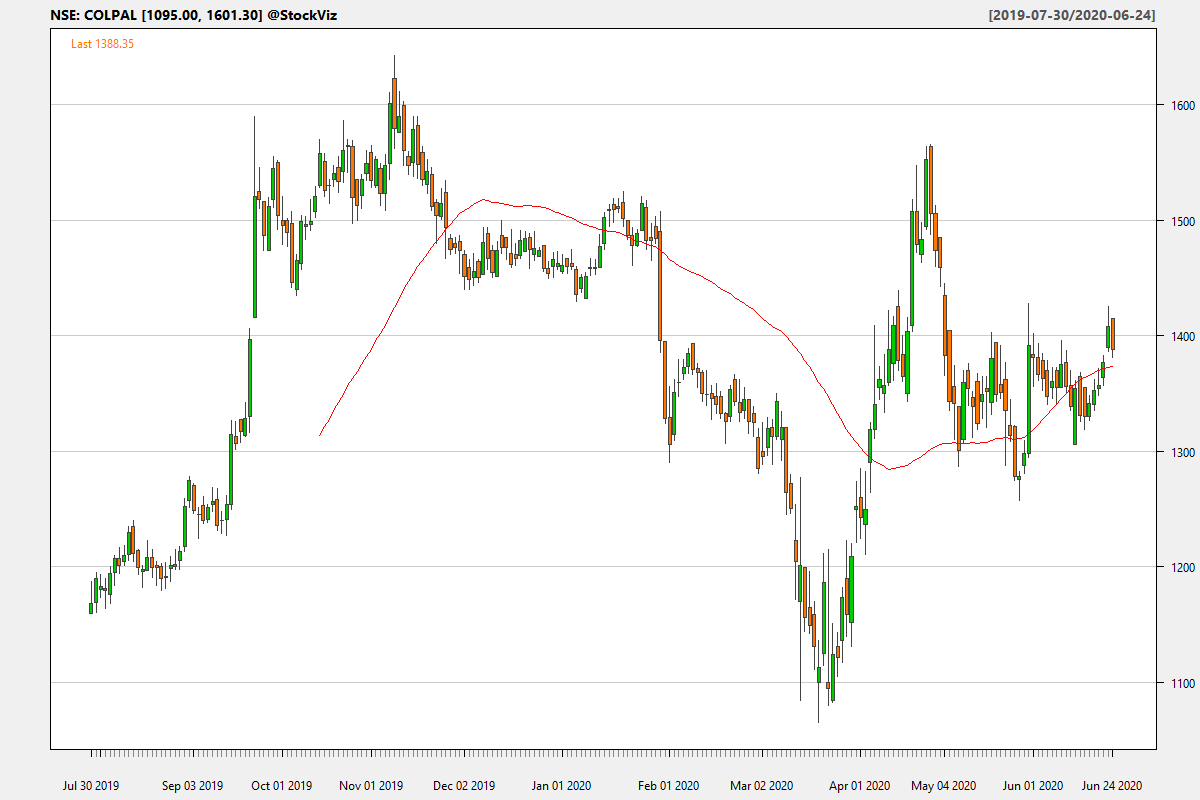 NSE: COLPAL [1095.00, 1601.30] @StockViz
[2019-07-30/2020-06-24]
Last 1388.35
1600
1500
1400
1300
1200
1100
Jul 30 2019 Sep 03 2019 Oct 01 2019 Nov 01 2019 Dec 02 2019 Jan 01 2020 Feb 01 2020 Mar 02 2020 Apr 01 2020 May 04 2020 Jun 01 2020 Jun 24 2020